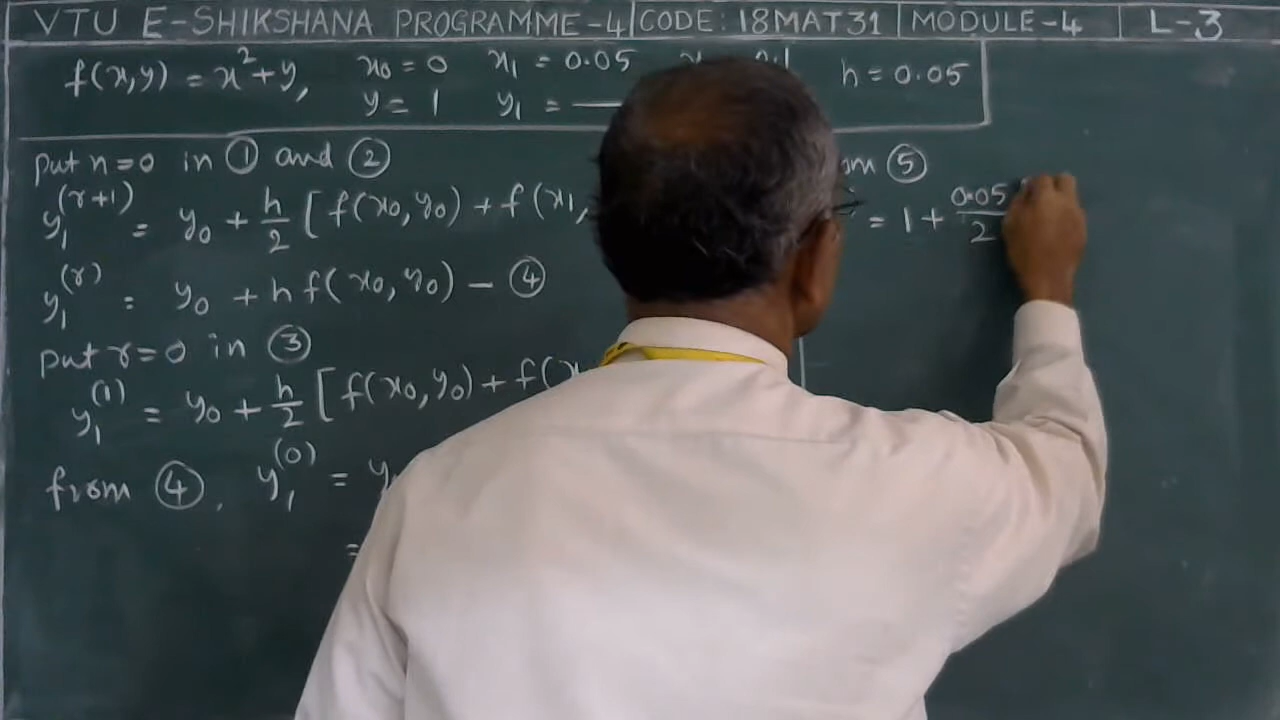 VTU E-SHIKSHANA PROGRAMME-4 | CODE: 18MAT31 | MODULE-4 | L-3
f(x,y) = x²+y, x₀ = 0 x₁ = 0.05 0.1 h = 0.05
y = 1 y₁ = —
put n=0 in ① and ②
y₁^(r+1) = y₀ + h/2 [f(x₀,y₀) + f(x₁,
y₁^(r) = y₀ + h f(x₀,y₀) — ④
put r=0 in ③
y₁^(1) = y₀ + h/2 [f(x₀,y₀) + f(x
from ④, y₁^(0) = y
=
⑤
= 1 + 0.05/2